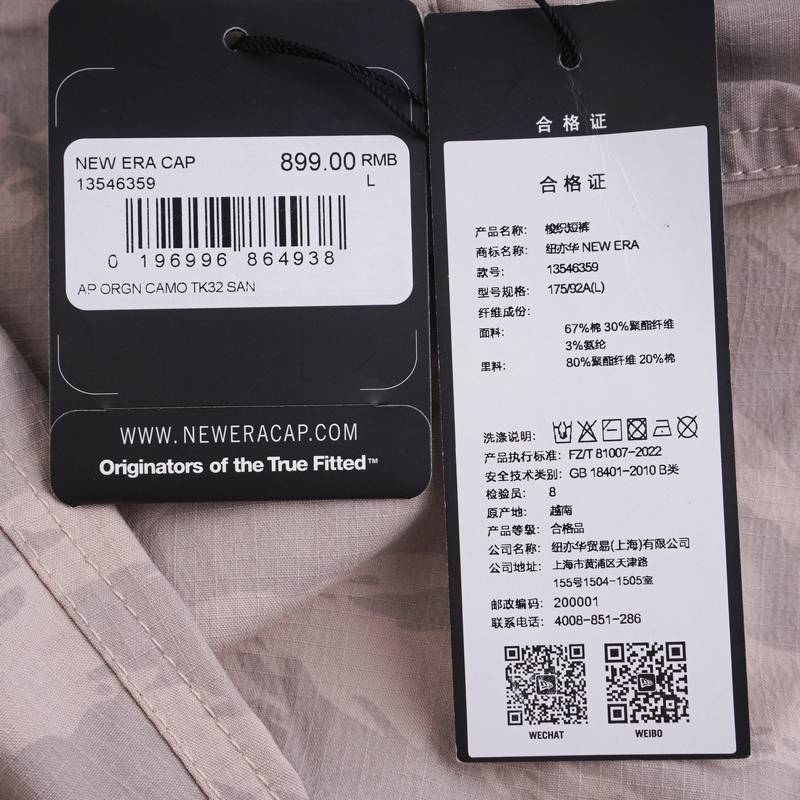 NEW ERA CAP 899.00 RMB
13546359 L
0 196996 864938
AP ORGN CAMO TK32 SAN
WWW.NEWERACAP.COM
Originators of the True Fitted™
合格证
合格证
产品名称: 梭织短裤
商标名称: 纽亦华 NEW ERA
款号: 13546359
型号规格: 175/92A(L)
纤维成份:
面料: 67%棉 30%聚酯纤维
3%氨纶
里料: 80%聚酯纤维 20%棉
洗涤说明:
产品执行标准: FZ/T 81007-2022
安全技术类别: GB 18401-2010 B类
检验员: 8
原产地: 越南
产品等级: 合格品
公司名称: 纽亦华贸易(上海)有限公司
公司地址: 上海市黄浦区天津路
155号1504-1505室
邮政编码: 200001
联系电话: 4008-851-286
WECHAT WEIBO